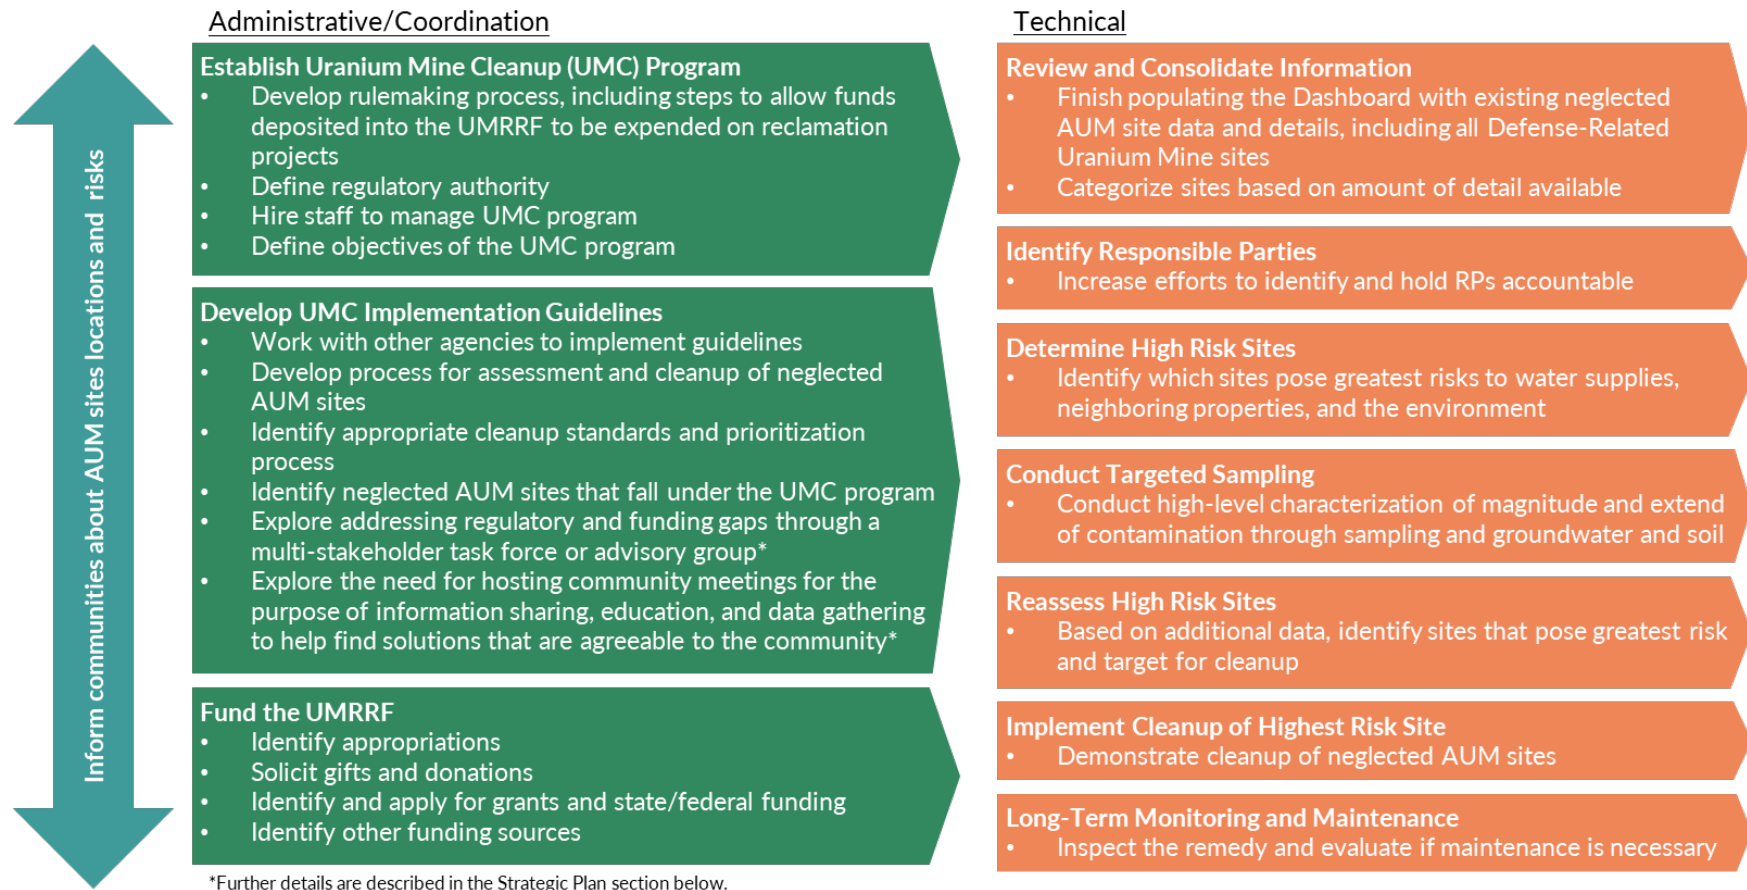 Inform communities about AUM sites locations and risks
Administrative/Coordination
Establish Uranium Mine Cleanup (UMC) Program
• Develop rulemaking process, including steps to allow funds
deposited into the UMRRF to be expended on reclamation
projects
• Define regulatory authority
• Hire staff to manage UMC program
• Define objectives of the UMC program
Develop UMC Implementation Guidelines
• Work with other agencies to implement guidelines
• Develop process for assessment and cleanup of neglected
AUM sites
• Identify appropriate cleanup standards and prioritization
process
• Identify neglected AUM sites that fall under the UMC program
• Explore addressing regulatory and funding gaps through a
multi-stakeholder task force or advisory group*
• Explore the need for hosting community meetings for the
purpose of information sharing, education, and data gathering
to help find solutions that are agreeable to the community*
Fund the UMRRF
• Identify appropriations
• Solicit gifts and donations
• Identify and apply for grants and state/federal funding
• Identify other funding sources
*Further details are described in the Strategic Plan section below.
Technical
Review and Consolidate Information
• Finish populating the Dashboard with existing neglected
AUM site data and details, including all Defense-Related
Uranium Mine sites
• Categorize sites based on amount of detail available
Identify Responsible Parties
• Increase efforts to identify and hold RPs accountable
Determine High Risk Sites
• Identify which sites pose greatest risks to water supplies,
neighboring properties, and the environment
Conduct Targeted Sampling
• Conduct high-level characterization of magnitude and extend
of contamination through sampling and groundwater and soil
Reassess High Risk Sites
• Based on additional data, identify sites that pose greatest risk
and target for cleanup
Implement Cleanup of Highest Risk Site
• Demonstrate cleanup of neglected AUM sites
Long-Term Monitoring and Maintenance
• Inspect the remedy and evaluate if maintenance is necessary